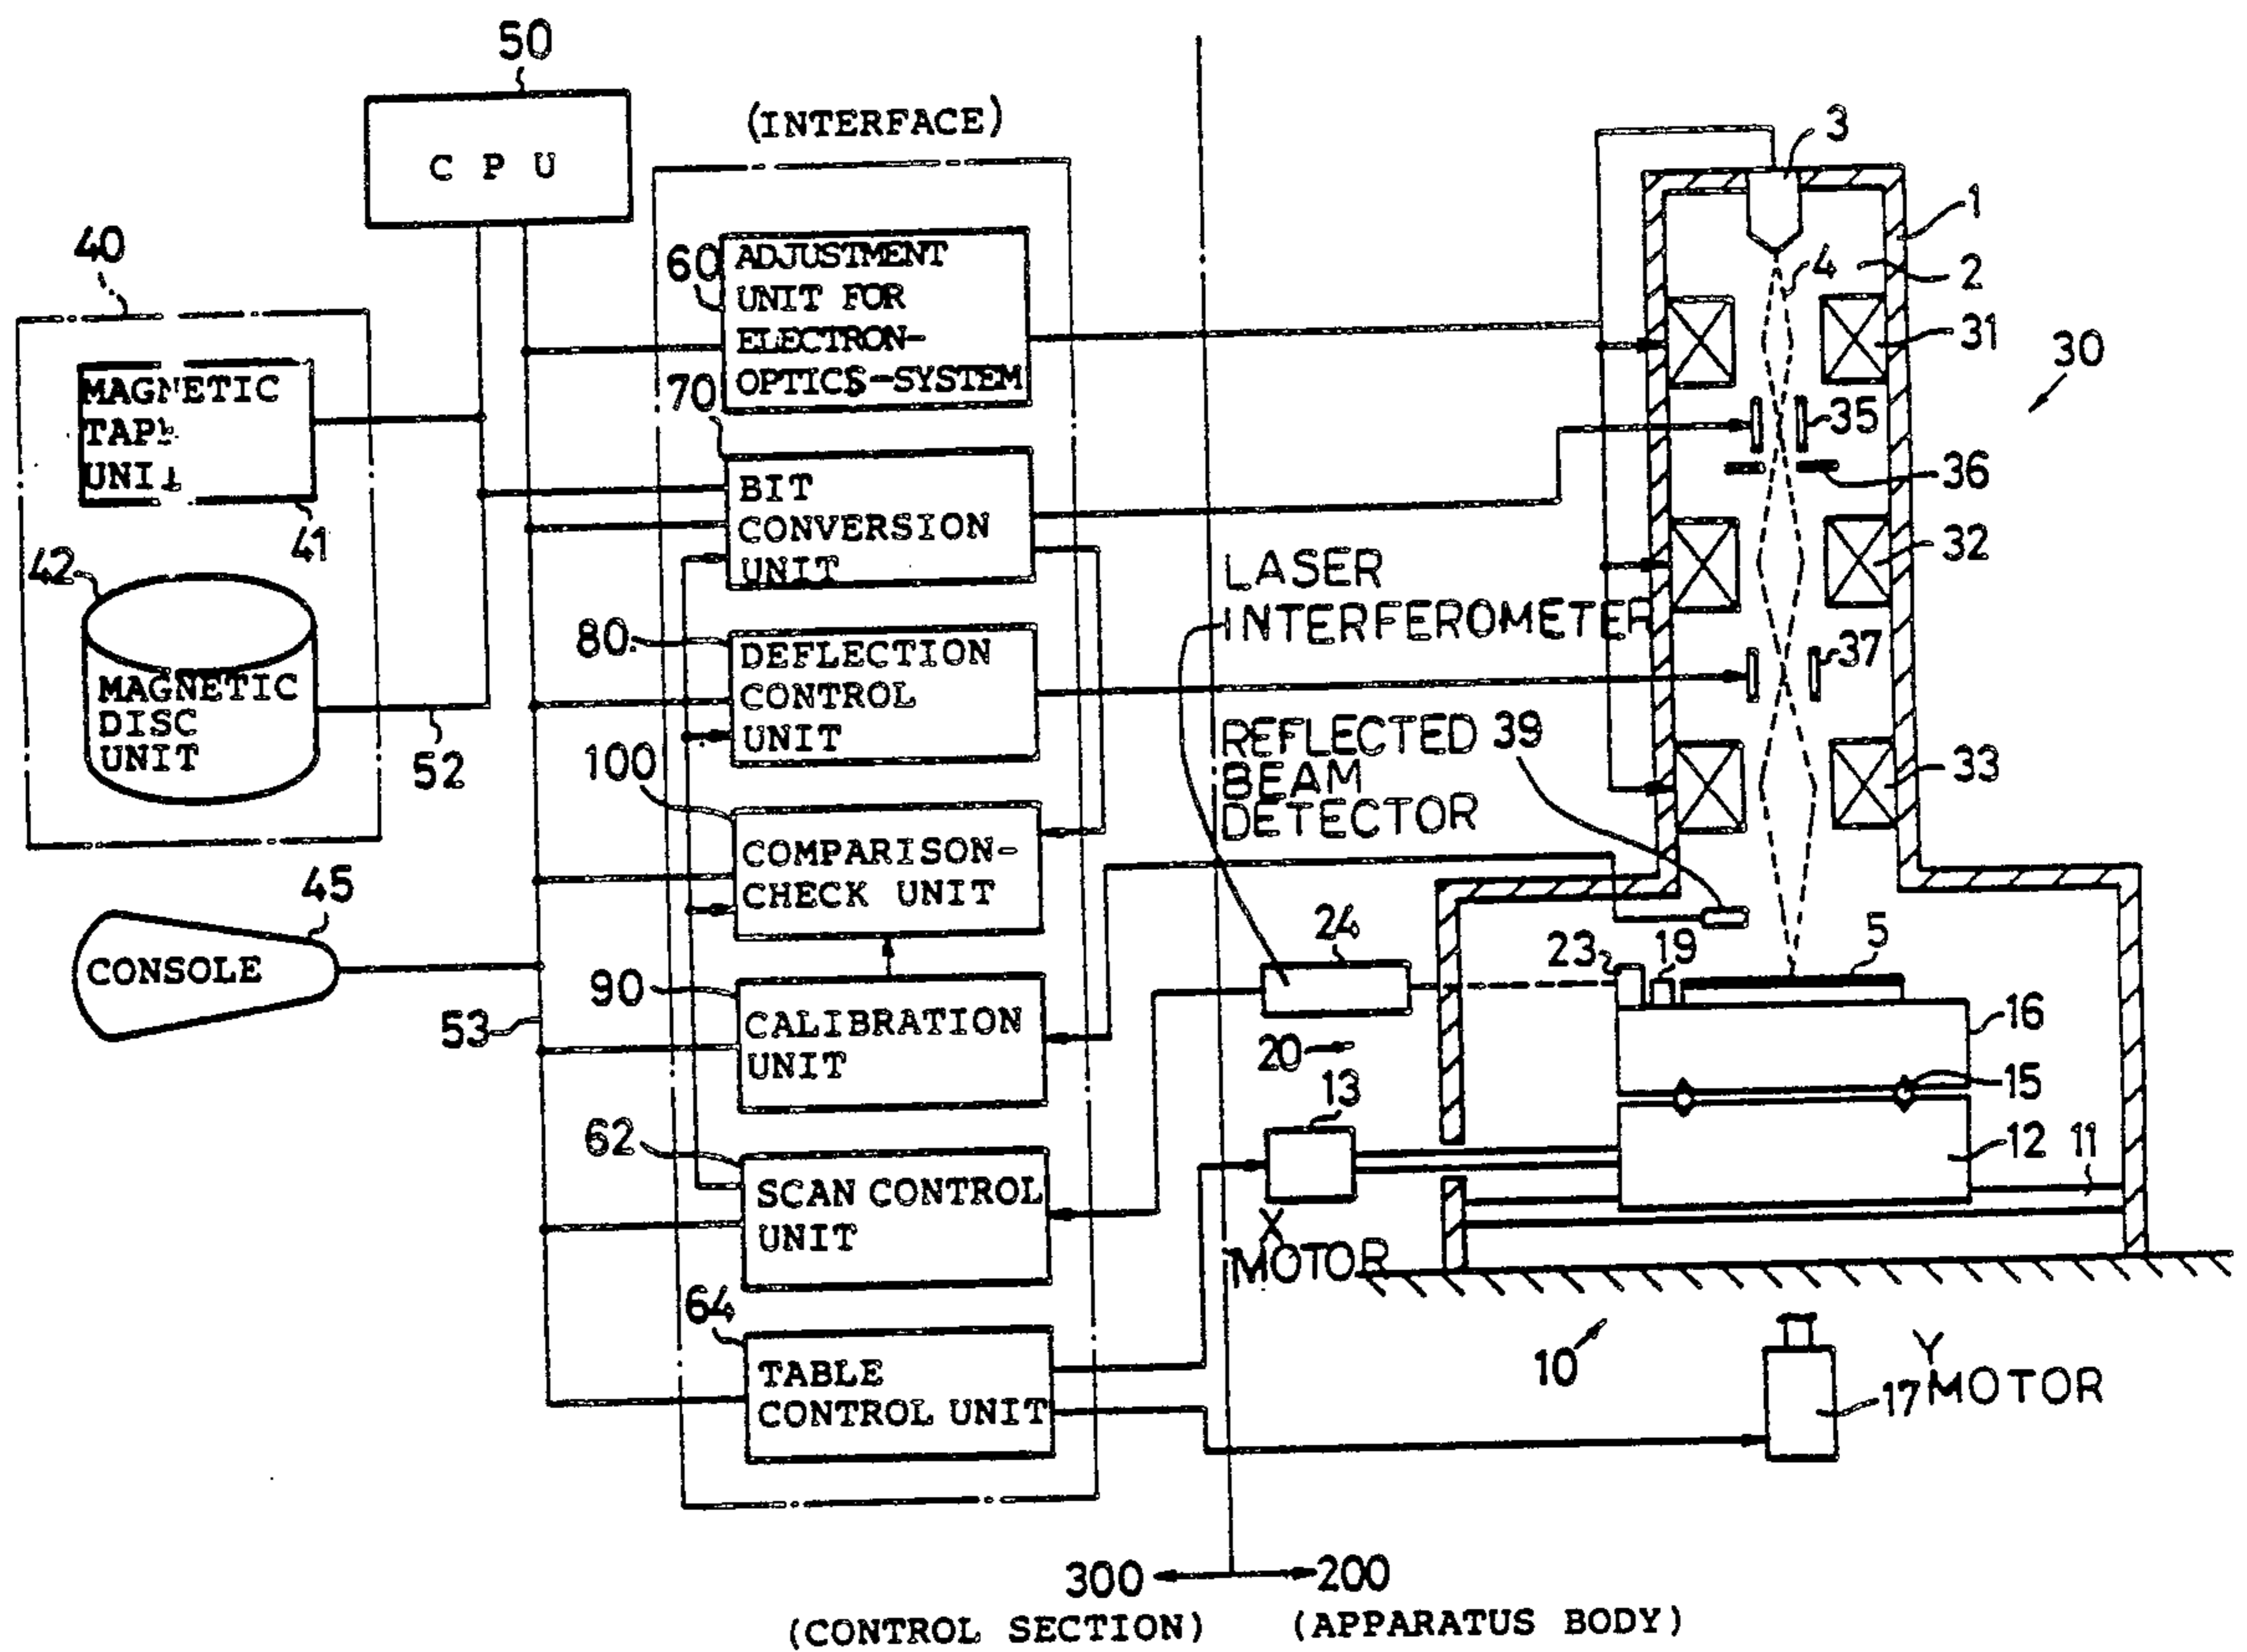 50
CPU
(INTERFACE)
40
MAGNETIC
TAPE
UNIT
41
42
MAGNETIC
DISC
UNIT
52
45
CONSOLE
53
60
ADJUSTMENT
UNIT FOR
ELECTRON-
OPTICS-SYSTEM
70
BIT
CONVERSION
UNIT
80
DEFLECTION
CONTROL
UNIT
100
COMPARISON-
CHECK UNIT
90
CALIBRATION
UNIT
62
SCAN CONTROL
UNIT
64
TABLE
CONTROL UNIT
LASER
INTERFEROMETER
REFLECTED
BEAM
DETECTOR
39
3
1
4
2
31
30
35
36
32
37
33
24
23
19
5
16
20
13
15
12
11
X
MOTOR
10
Y
MOTOR
17
300
200
(CONTROL SECTION)
(APPARATUS BODY)